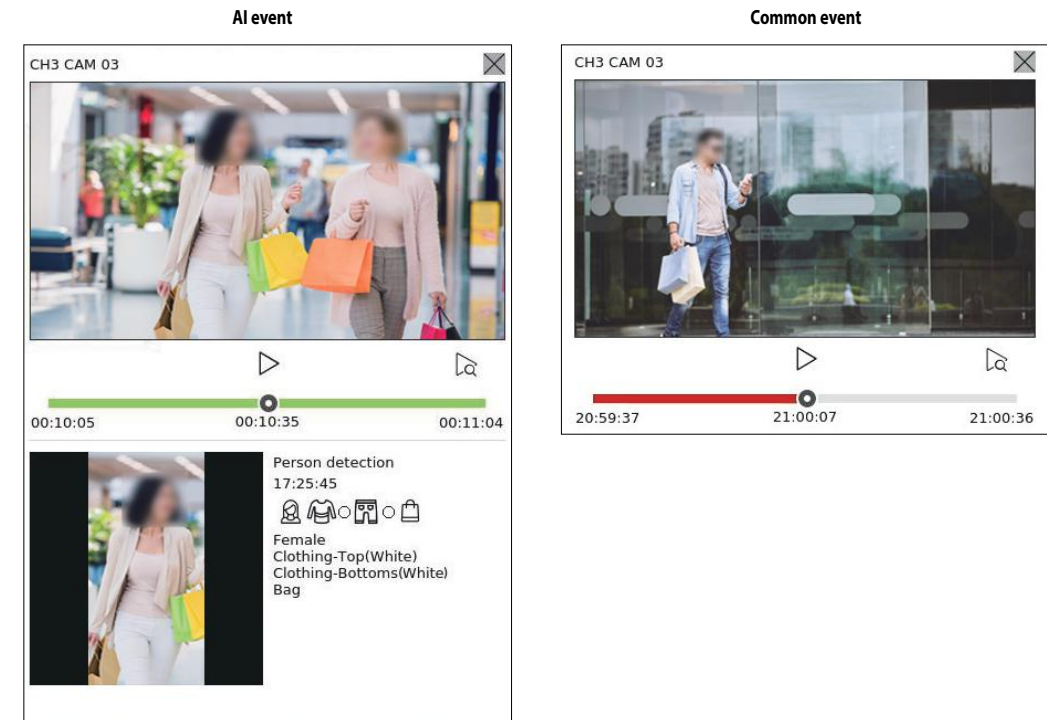 AI event
Common event
CH3 CAM 03
00:10:05
00:10:35
00:11:04
Person detection
17:25:45
Female
Clothing-Top(White)
Clothing-Bottoms(White)
Bag
CH3 CAM 03
20:59:37
21:00:07
21:00:36